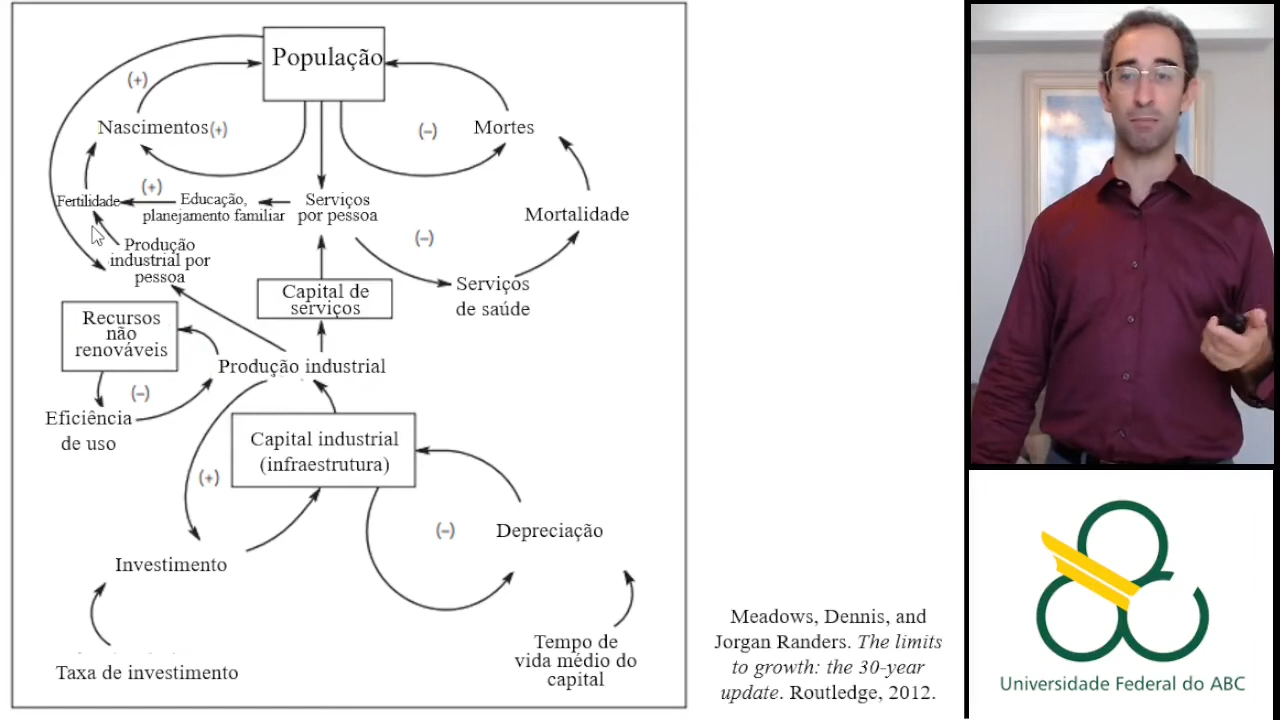 População
(+)
Nascimentos(+)
(−)
Mortes
(+)
Fertilidade
Educação,
planejamento familiar
Serviços
por pessoa
Mortalidade
(−)
Produção
industrial por
pessoa
Serviços
de saúde
Capital de
serviços
Recursos
não
renováveis
Produção industrial
(−)
Eficiência
de uso
Capital industrial
(infraestrutura)
(+)
(−)
Depreciação
Investimento
Taxa de investimento
Tempo de
vida médio do
capital
Meadows, Dennis, and
Jorgan Randers. The limits
to growth: the 30-year
update. Routledge, 2012.
Universidade Federal do ABC